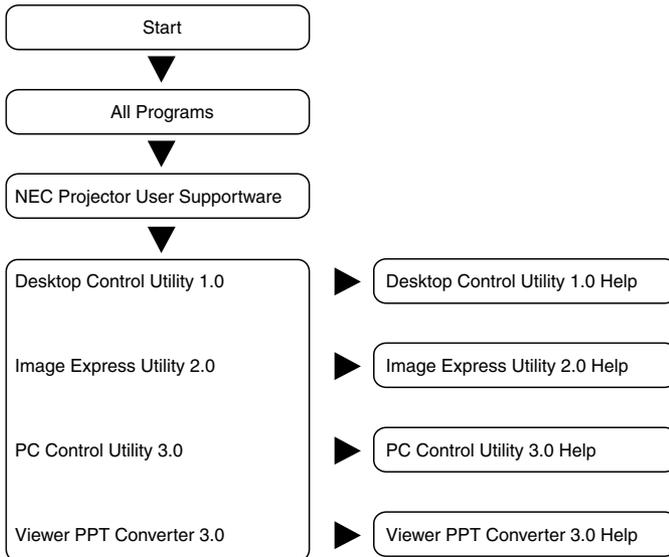 Start
All Programs
NEC Projector User Supportware
Desktop Control Utility 1.0
Desktop Control Utility 1.0 Help
Image Express Utility 2.0
Image Express Utility 2.0 Help
PC Control Utility 3.0
PC Control Utility 3.0 Help
Viewer PPT Converter 3.0
Viewer PPT Converter 3.0 Help